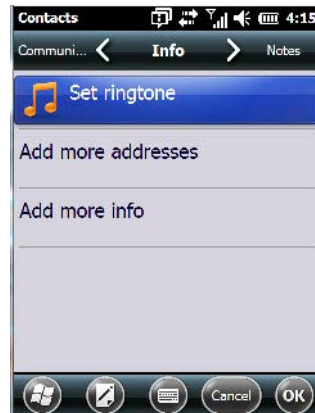 Contacts 4:15
Communi... Info Notes
Set ringtone
Add more addresses
Add more info
Cancel OK